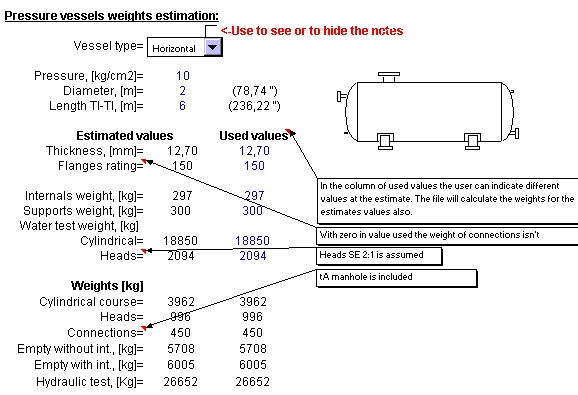 Pressure vessels weights estimation:
<-Use to see or to hide the notes
Vessel type= Horizontal
Pressure, [kg/cm2]= 10
Diameter, [m]= 2 (78,74 ")
Length Tl-Tl, [m]= 6 (236,22 ")
Estimated values Used values
Thickness, [mm]= 12,70 12,70
Flanges rating= 150 150
In the column of used values the user can indicate different
values at the estimate. The file will calculate the weights for the
estimates values also.
Internals weight, [kg]= 297 297
Supports weight, [kg]= 300 300
Water test weight, [kg]
With zero in value used the weight of connections isn't
Cylindrical= 18850 18850
Heads= 2094 2094
Heads SE 2:1 is assumed
tA manhole is included
Weights [kg]
Cylindrical course= 3962 3962
Heads= 996 996
Connections= 450 450
Empty without int., [kg]= 5708 5708
Empty with int., [kg]= 6005 6005
Hydraulic test, [Kg]= 26652 26652